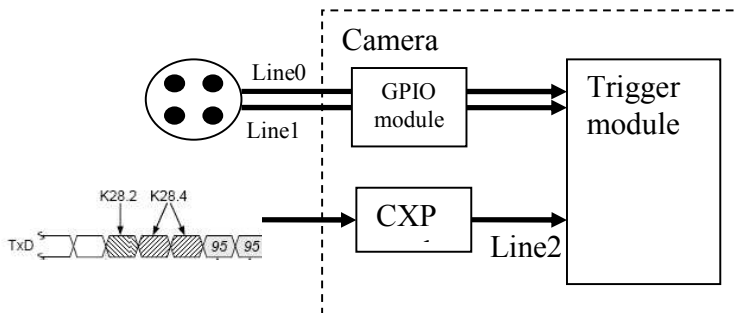 Camera
Line0
Line1
GPIO
module
Trigger
module
K28.2 K28.4
TxD 95 95
CXP
Line2